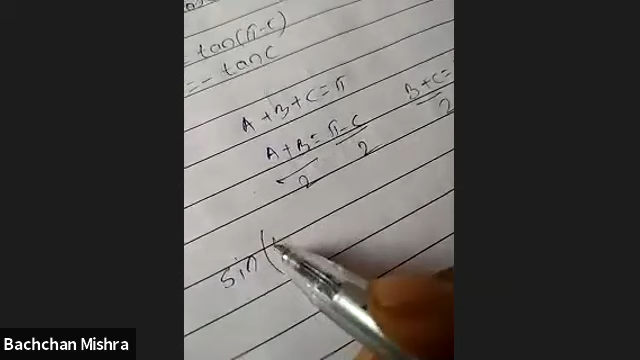 = tan(π-C)
= - tanC
A+B+C=π
A+B/2 = π-C/2 B+C/2 =
sin(
Bachchan Mishra